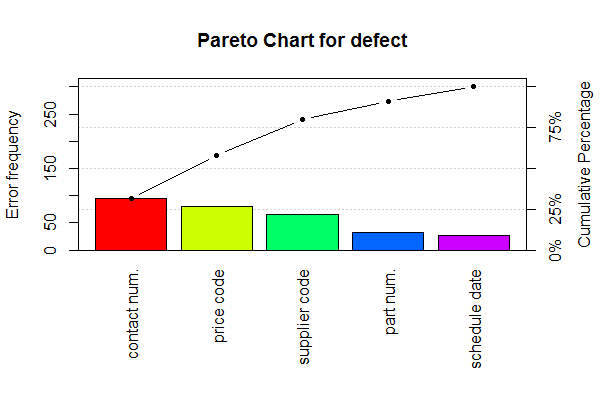 Pareto Chart for defect
Error frequency
250
150
50
0
75%
25%
0%
Cumulative Percentage
contact num.
price code
supplier code
part num.
schedule date